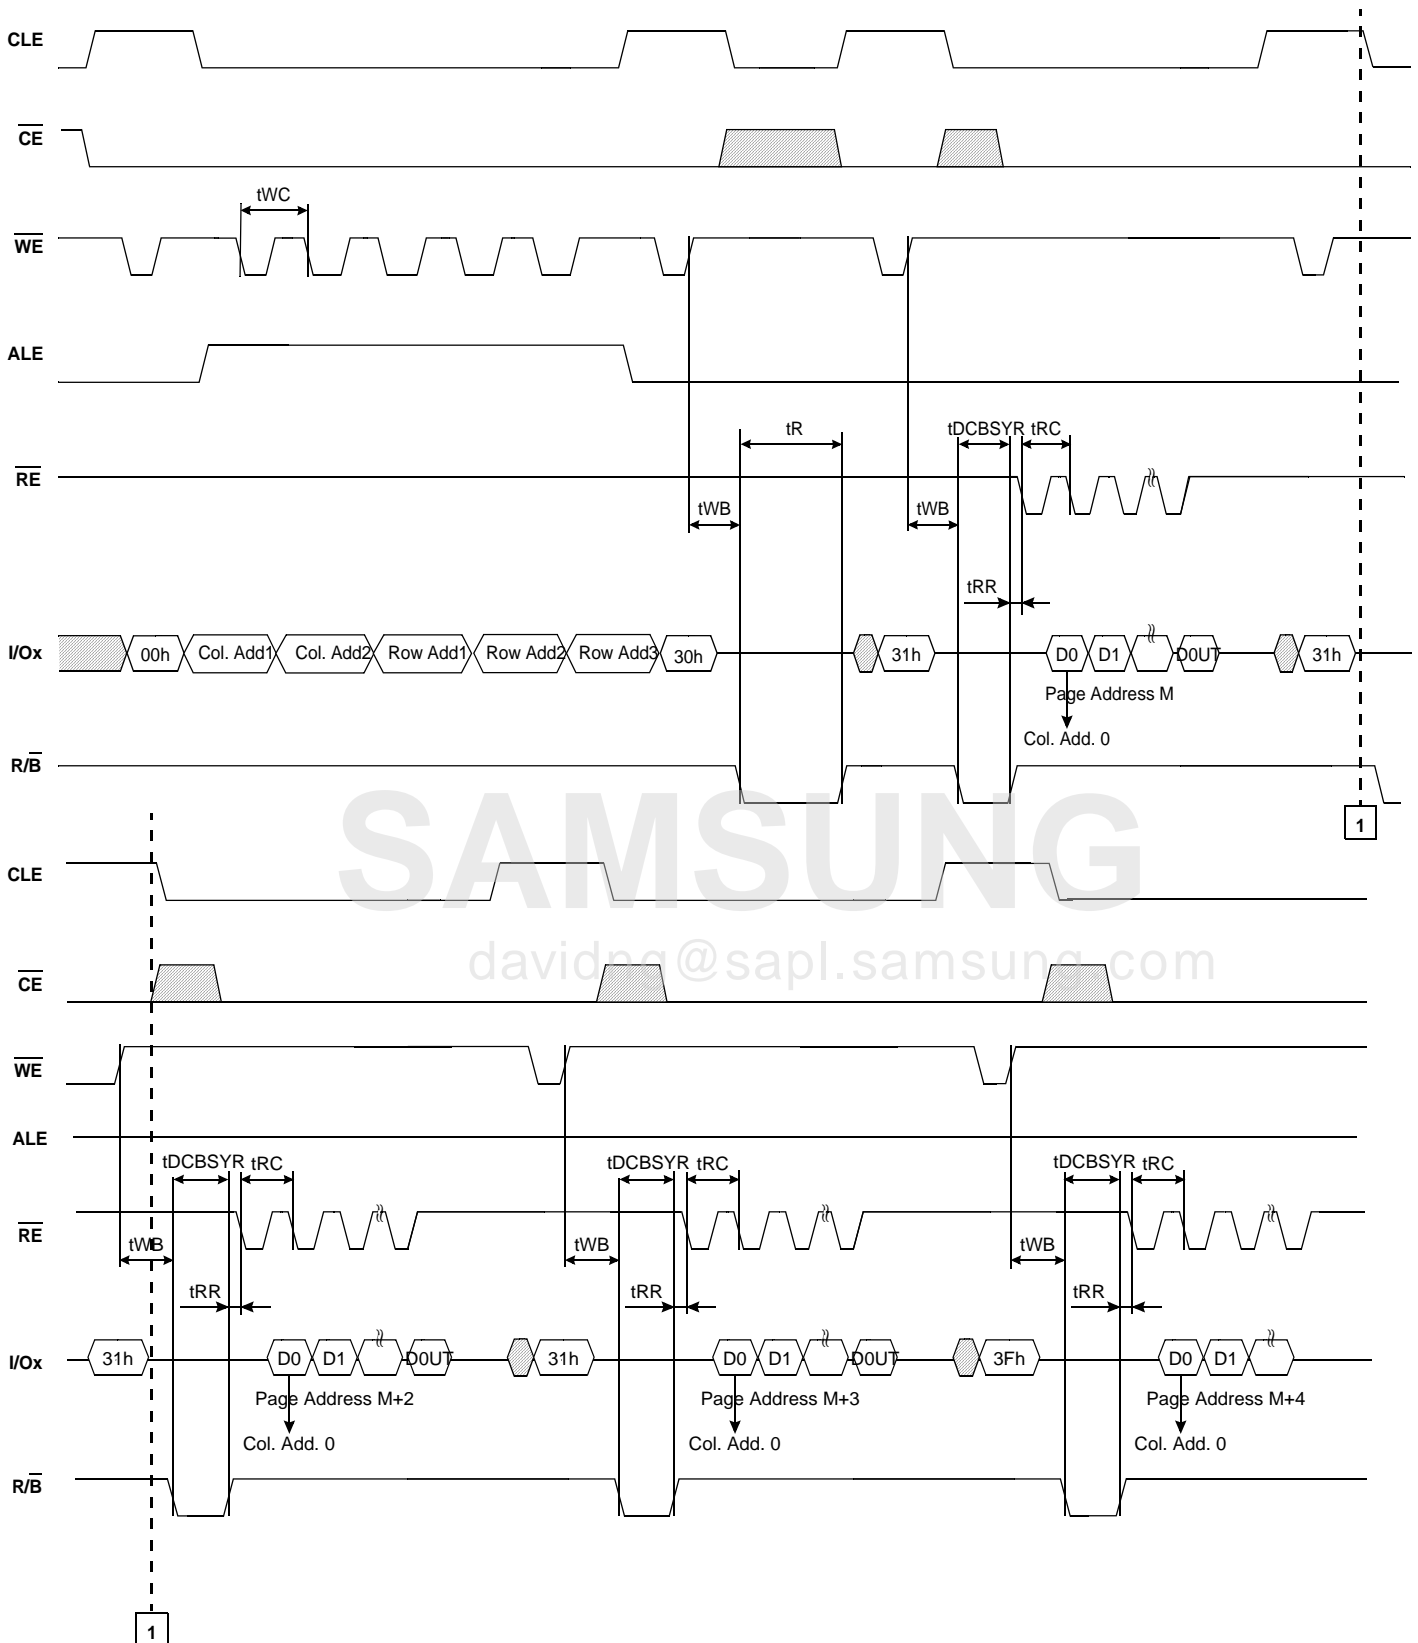 CLE
CE
tWC
WE
ALE
tR
tDCBSYR tRC
RE
tWB
tWB
tRR
I/Ox
00h Col. Add1 Col. Add2 Row Add1 Row Add2 Row Add3 30h 31h D0 D1 D0UT 31h
Page Address M
Col. Add. 0
R/B
1
SAMSUNG
CLE
davidng@sapl.samsung.com
CE
WE
ALE
tDCBSYR tRC tDCBSYR tRC tDCBSYR tRC
RE
tWB tWB tWB
tRR tRR tRR
I/Ox
31h D0 D1 D0UT 31h D0 D1 D0UT 3Fh D0 D1
Page Address M+2 Page Address M+3 Page Address M+4
Col. Add. 0 Col. Add. 0 Col. Add. 0
R/B
1